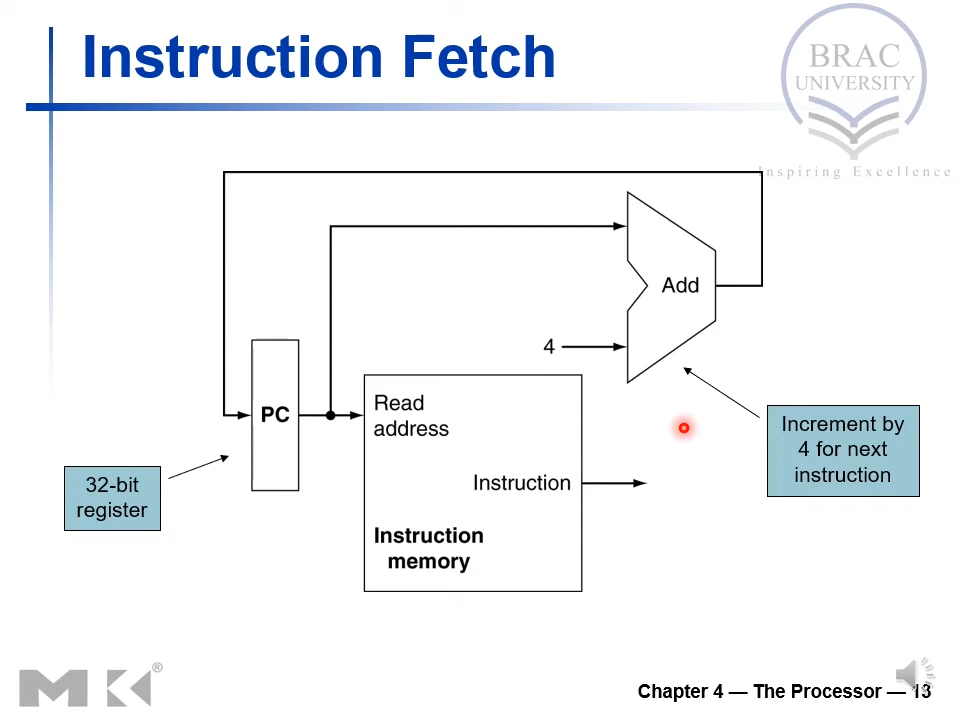 Instruction Fetch
BRAC
UNIVERSITY
Inspiring Excellence
Add
4
PC
Read
address
Instruction
Instruction
memory
32-bit
register
Increment by
4 for next
instruction
MK®
Chapter 4 — The Processor — 13